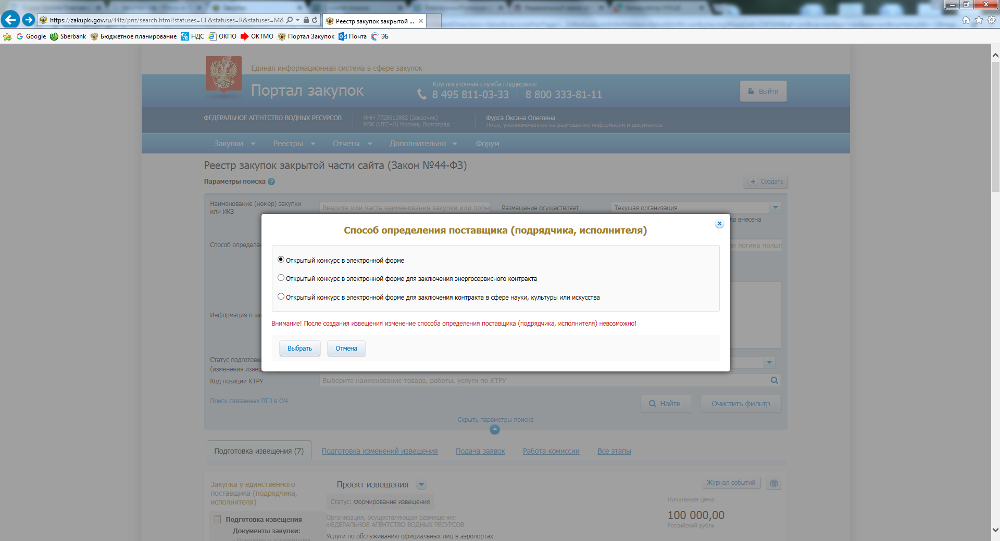 https://zakupki.gov.ru/44fz/priz/search.html?statuses=CF&statuses=R&statuses=M&
Реестр закупок закрытой ...
Google Sberbank Бюджетное планирование НДС ОКПО ОКТМО Портал Закупок Почта ЭБ
Единая информационная система в сфере закупок
Портал закупок
Круглосуточная служба поддержки:
8 495 811-03-33 8 800 333-81-11
Выйти
ФЕДЕРАЛЬНОЕ АГЕНТСТВО ВОДНЫХ РЕСУРСОВ
ИНН 7728513882 (Заказчик)
MSK (UTC+3) Москва, Волгоград
Фурса Оксана Олеговна
Лицо, уполномоченное на размещение информации и документов
Закупки Реестры Отчеты Дополнительно Форум
Реестр закупок закрытой части сайта (Закон №44-ФЗ)
Параметры поиска ?
+ Создать
Наименование (номер) закупки
или ИКЗ
Введите или часть наименования закупки или полн
Размещение осуществляет
Текущая организация
ла внесена
Способ определен
ли логина польз
Способ определения поставщика (подрядчика, исполнителя)
x
Открытый конкурс в электронной форме
Открытый конкурс в электронной форме для заключения энергосервисного контракта
Открытый конкурс в электронной форме для заключения контракта в сфере науки, культуры или искусства
Внимание! После создания извещения изменение способа определения поставщика (подрядчика, исполнителя) невозможно!
Выбрать Отмена
Информация о за
Статус подготовк
(изменения извещ
Код позиции КТРУ
Выберите наименование товара, работы, услуги по КТРУ
Поиск связанных ПГЗ в ОЧ
Найти Очистить фильтр
Скрыть параметры поиска
Подготовка извещения (7) Подготовка изменений извещения Подача заявок Работа комиссии Все этапы
Закупка у единственного
поставщика (подрядчика,
исполнителя)
Подготовка извещения
Документы закупки:
- Извещение и документация
Проект извещения
Статус: Формирование извещения
Организация, осуществляющая размещение:
ФЕДЕРАЛЬНОЕ АГЕНТСТВО ВОДНЫХ РЕСУРСОВ
Услуги по обслуживанию официальных лиц в аэропортах
Журнал событий
Начальная цена
100 000,00
Российский рубль